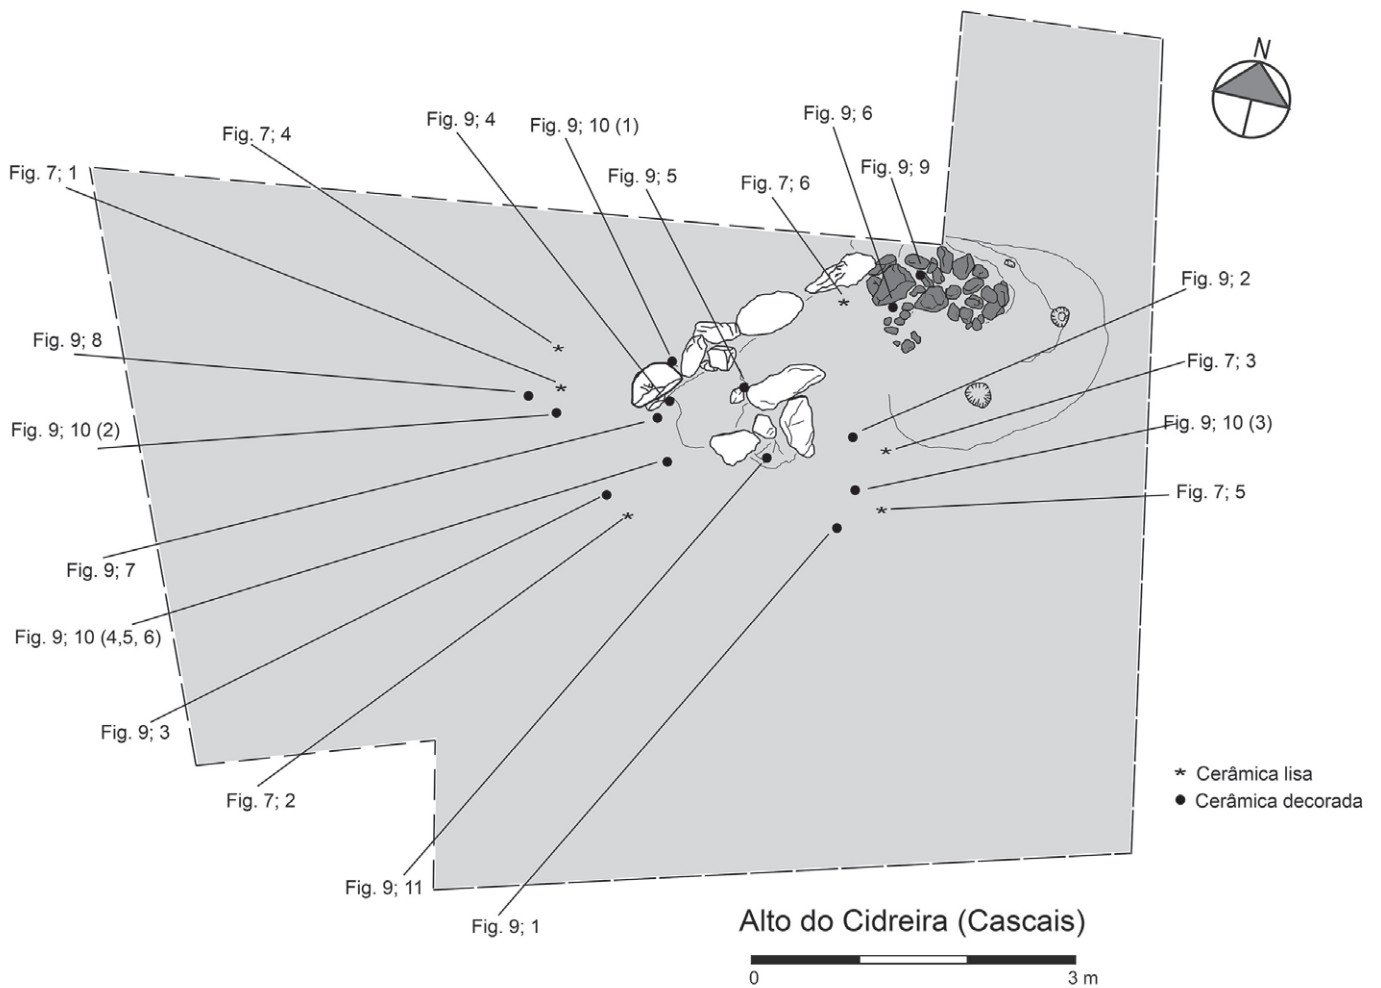 N
Fig. 9; 6
Fig. 9; 4
Fig. 9; 10 (1)
Fig. 7; 4
Fig. 9; 9
Fig. 7; 1
Fig. 9; 5
Fig. 7; 6
Fig. 9; 2
Fig. 9; 8
Fig. 7; 3
Fig. 9; 10 (2)
Fig. 9; 10 (3)
Fig. 7; 5
Fig. 9; 7
Fig. 9; 10 (4,5, 6)
Fig. 9; 3
* Cerâmica lisa
Fig. 7; 2
● Cerâmica decorada
Fig. 9; 11
Fig. 9; 1
Alto do Cidreira (Cascais)
0 3 m